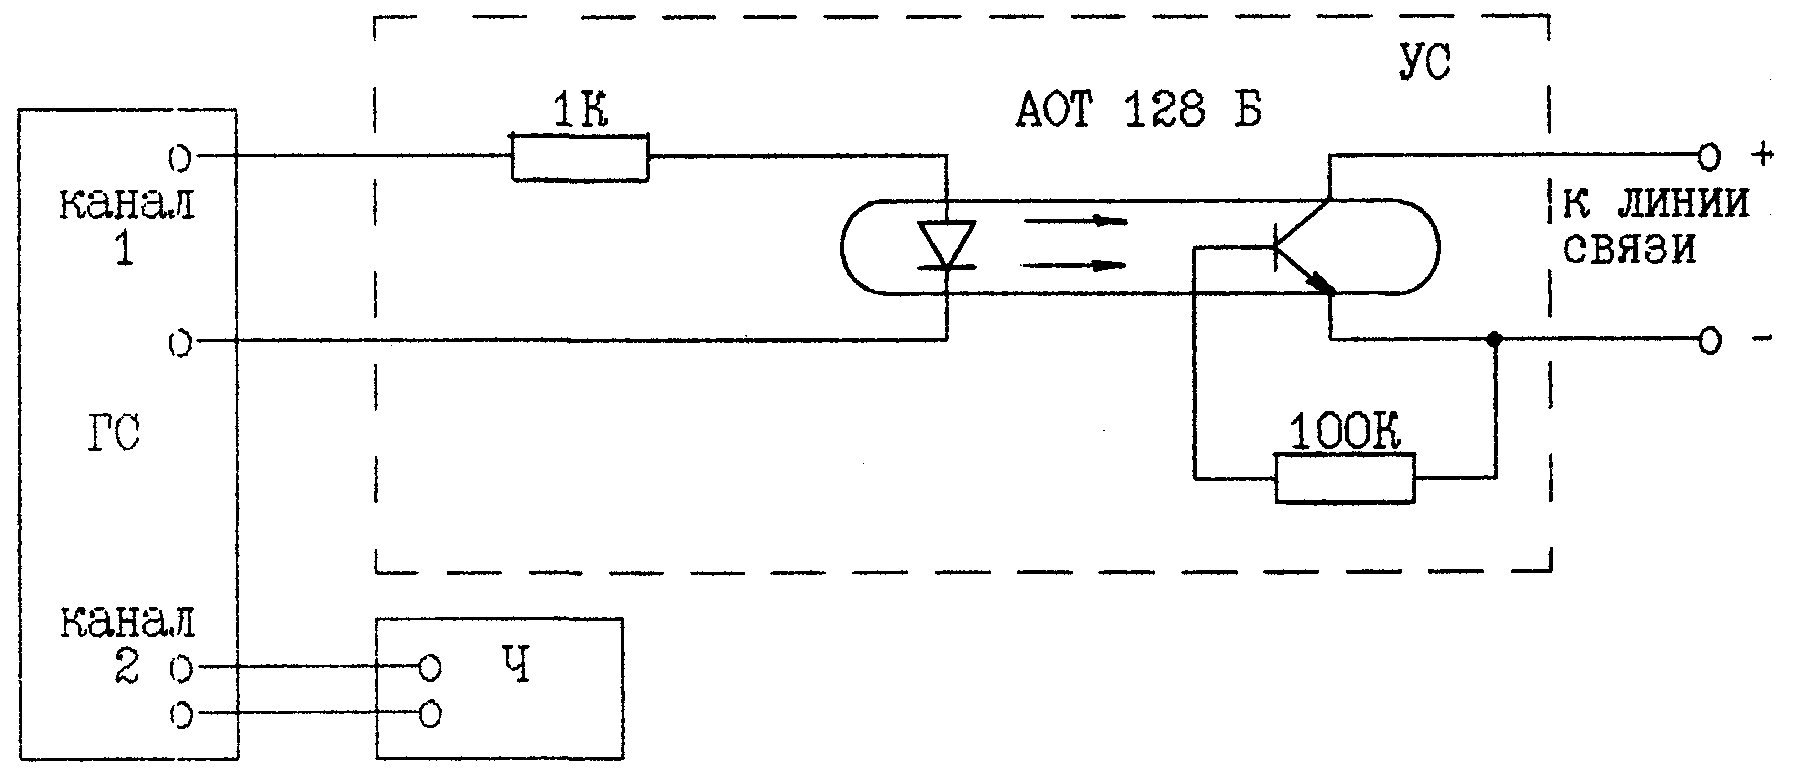 УС
1К
АОТ 128 Б
+
канал
1
К ЛИНИИ
СВЯЗИ
-
ГС
100К
канал
2
Ч